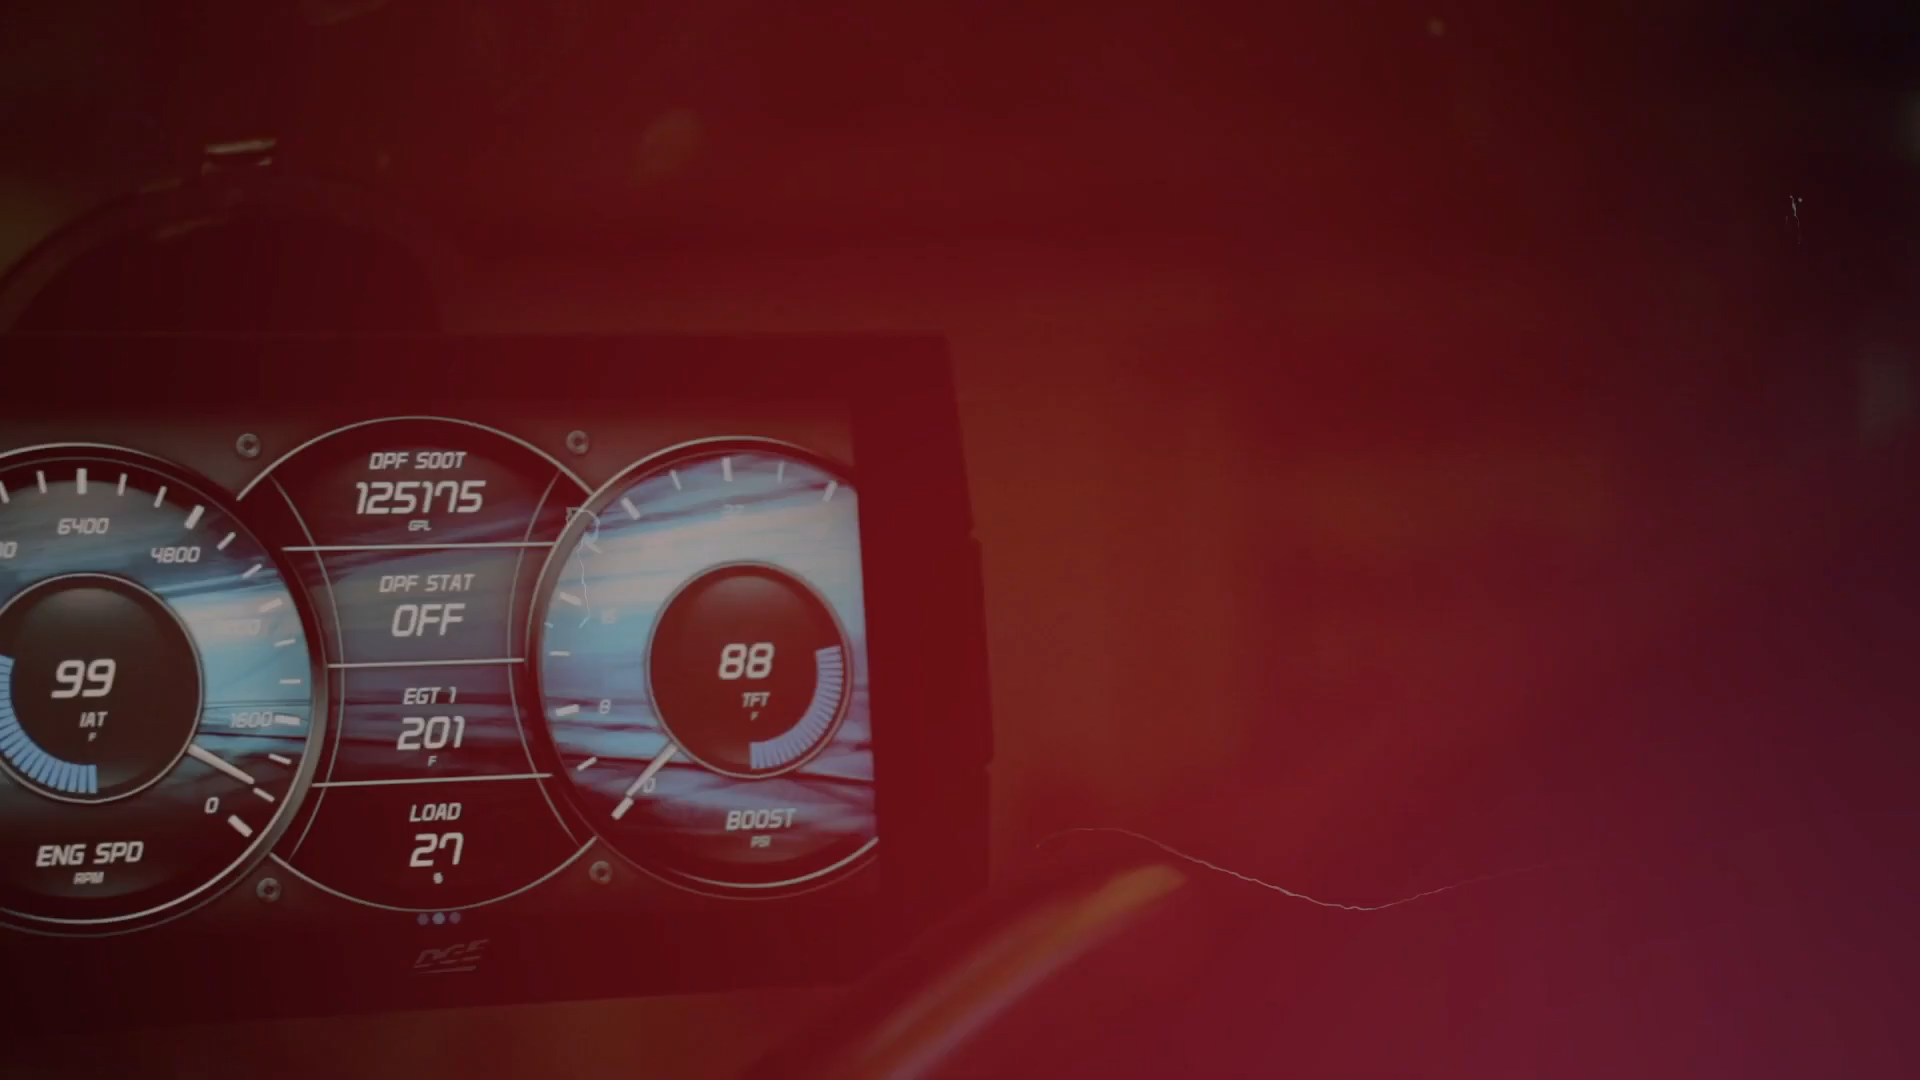 6400
4800
1600
0
99
IAT
F
ENG SPD
RPM
DPF SOOT
125175
GPL
DPF STAT
OFF
EGT 1
201
F
LOAD
27
%
8
0
88
TFT
F
BOOST
PSI